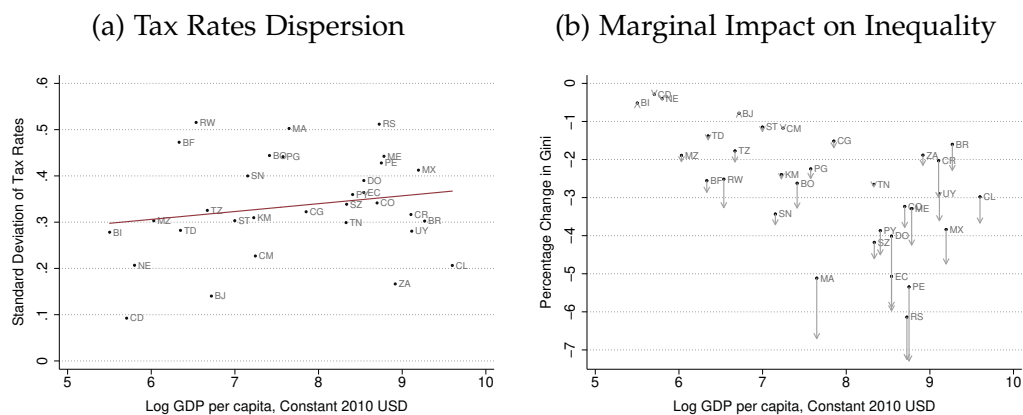 (a) Tax Rates Dispersion
Standard Deviation of Tax Rates
.6
.5
.4
.3
.2
.1
0
RW
MA
RS
BF
BO
PG
ME
PE
MX
SN
DO
EC
PY
SZ
CO
TZ
MZ
CG
CR
ST
KM
TN
BR
BI
TD
UY
CM
NE
CL
ZA
BJ
CD
5
6
7
8
9
10
Log GDP per capita, Constant 2010 USD
(b) Marginal Impact on Inequality
Percentage Change in Gini
0
−1
−2
−3
−4
−5
−6
−7
CD
NE
BI
BJ
ST
CM
TD
CG
BR
TZ
MZ
ZA
CR
PG
KM
BF
RW
BO
TN
UY
CL
CO
ME
SN
PY
MX
DO
SZ
MA
EC
PE
RS
5
6
7
8
9
10
Log GDP per capita, Constant 2010 USD